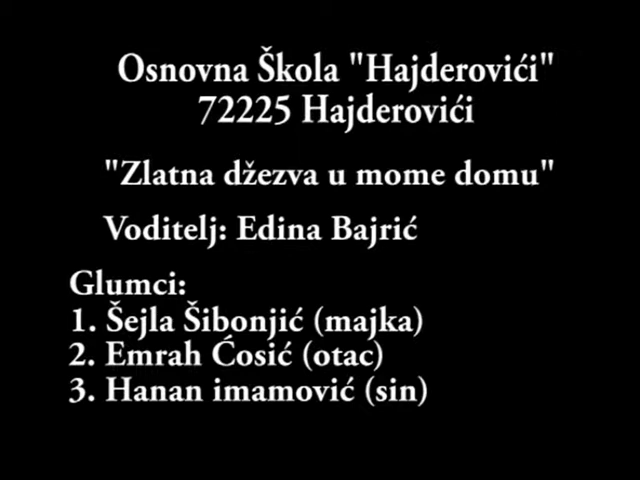 Osnovna Škola "Hajderovići"
72225 Hajderovići
"Zlatna džezva u mome domu"
Voditelj: Edina Bajrić
Glumci:
1. Šejla Šibonjić (majka)
2. Emrah Ćosić (otac)
3. Hanan imamović (sin)